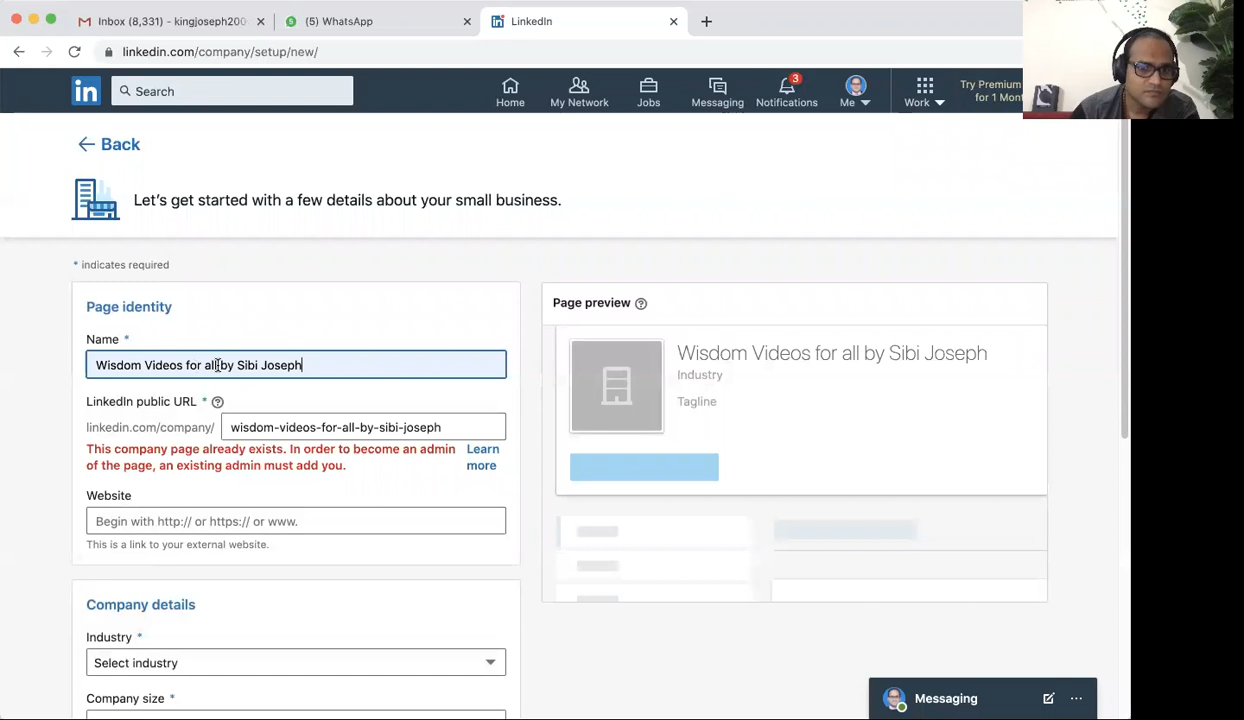 Inbox (8,331) - kingjoseph200
(5) WhatsApp
LinkedIn
linkedin.com/company/setup/new/
in
Search
Home
My Network
Jobs
Messaging
3
Notifications
Me
Work
Try Premium
for 1 Mont
Back
Let's get started with a few details about your small business.
* indicates required
Page identity
Name *
Wisdom Videos for all by Sibi Joseph
LinkedIn public URL *
linkedin.com/company/
wisdom-videos-for-all-by-sibi-joseph
This company page already exists. In order to become an admin
of the page, an existing admin must add you.
Learn
more
Website
Begin with http:// or https:// or www.
This is a link to your external website.
Company details
Industry *
Select industry
Company size *
Page preview
Wisdom Videos for all by Sibi Joseph
Industry
Tagline
Messaging